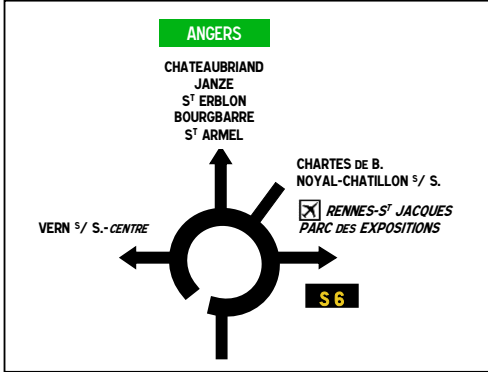 ANGERS
CHATEAUBRIAND
JANZE
Sᵀ ERBLON
BOURGBARRE
Sᵀ ARMEL
CHARTES DE B.
NOYAL-CHATILLON ˢ/ S.
RENNES-Sᵀ JACQUES
PARC DES EXPOSITIONS
VERN ˢ/ S.-CENTRE
S 6